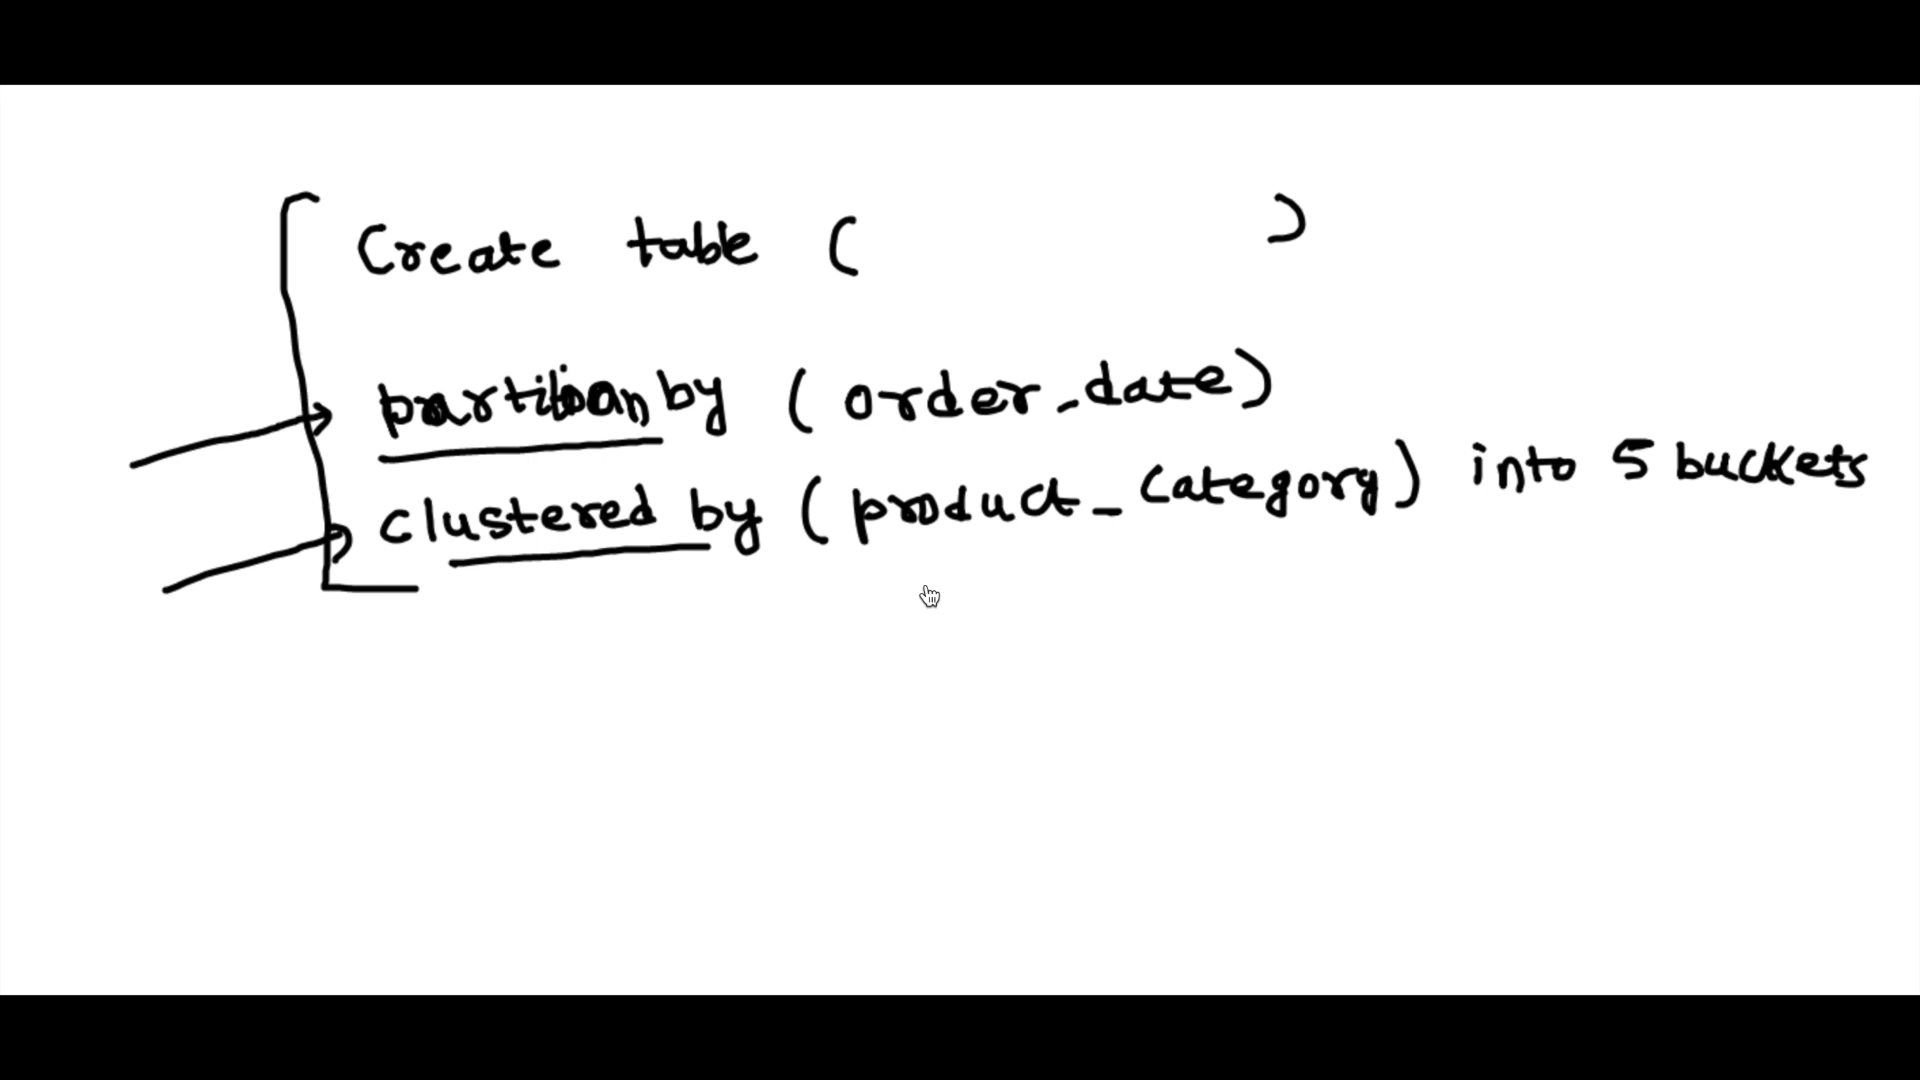 Create table ( )
partition by (order_date)
clustered by (product_category) into 5 buckets